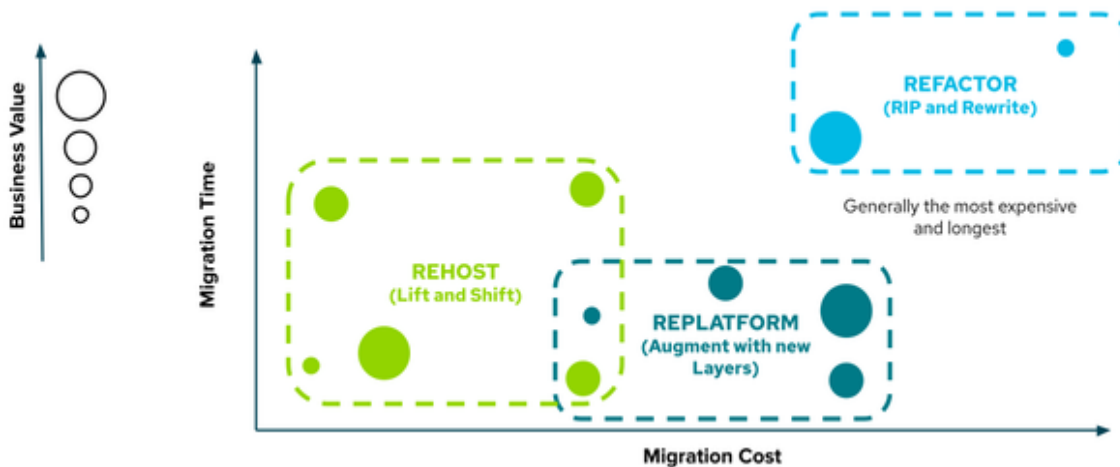 Business Value
Migration Time
REFACTOR
(RIP and Rewrite)
Generally the most expensive
and longest
REHOST
(Lift and Shift)
REPLATFORM
(Augment with new
Layers)
Migration Cost